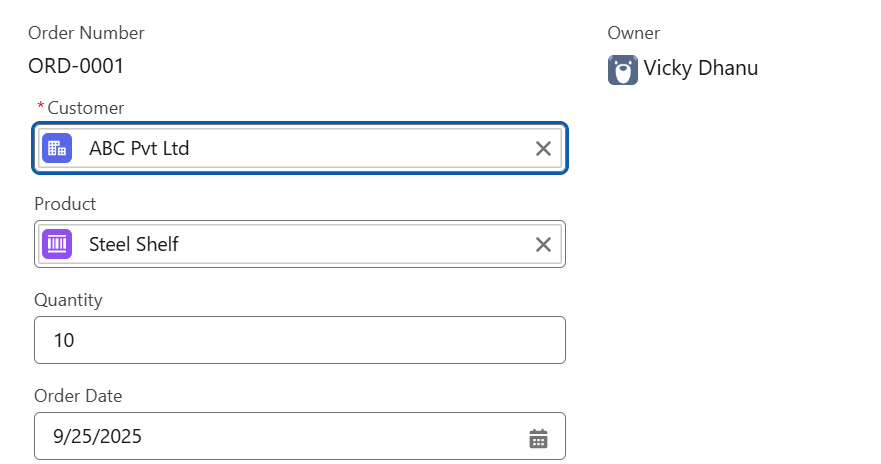 Order Number
ORD-0001
Owner
Vicky Dhanu
*Customer
ABC Pvt Ltd
Product
Steel Shelf
Quantity
10
Order Date
9/25/2025